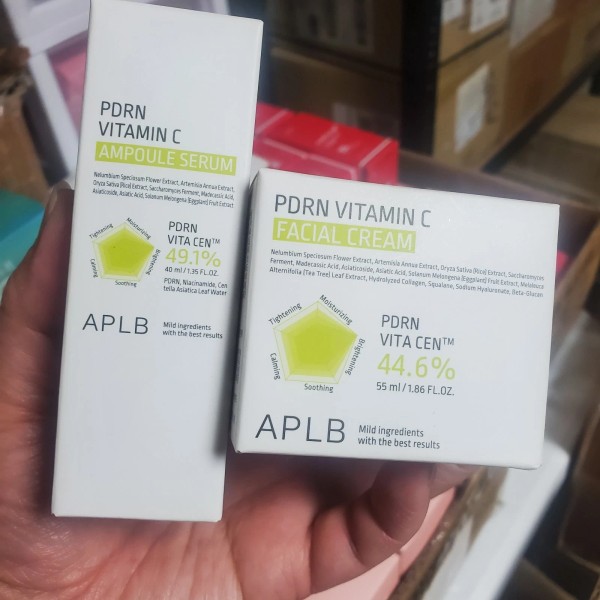 PDRN
VITAMIN C
AMPOULE SERUM
Nelumbium Speciosum Flower Extract, Artemisia Annua Extract,
Oryza Sativa (Rice) Extract, Saccharomyces Ferment, Madecassic Acid,
Asiaticoside, Asiatic Acid, Solanum Melongena (Eggplant) Fruit Extract
Tightening
Moisturizing
Brightening
Soothing
Calming
PDRN
VITA CEN™
49.1%
40 ml / 1.35 FL.OZ.
PDRN, Niacinamide, Cen
tella Asiatica Leaf Water
APLB
Mild ingredients
with the best results
PDRN VITAMIN C
FACIAL CREAM
Nelumbium Speciosum Flower Extract, Artemisia Annua Extract, Oryza Sativa (Rice) Extract, Saccharomyces
Ferment, Madecassic Acid, Asiaticoside, Asiatic Acid, Solanum Melongena (Eggplant) Fruit Extract, Melaleuca
Alternifolia (Tea Tree) Leaf Extract, Hydrolyzed Collagen, Squalene, Sodium Hyaluronate, Beta-Glucan
Tightening
Moisturizing
Brightening
Soothing
Calming
PDRN
VITA CEN™
44.6%
55 ml / 1.86 FL.OZ.
APLB
Mild ingredients
with the best results